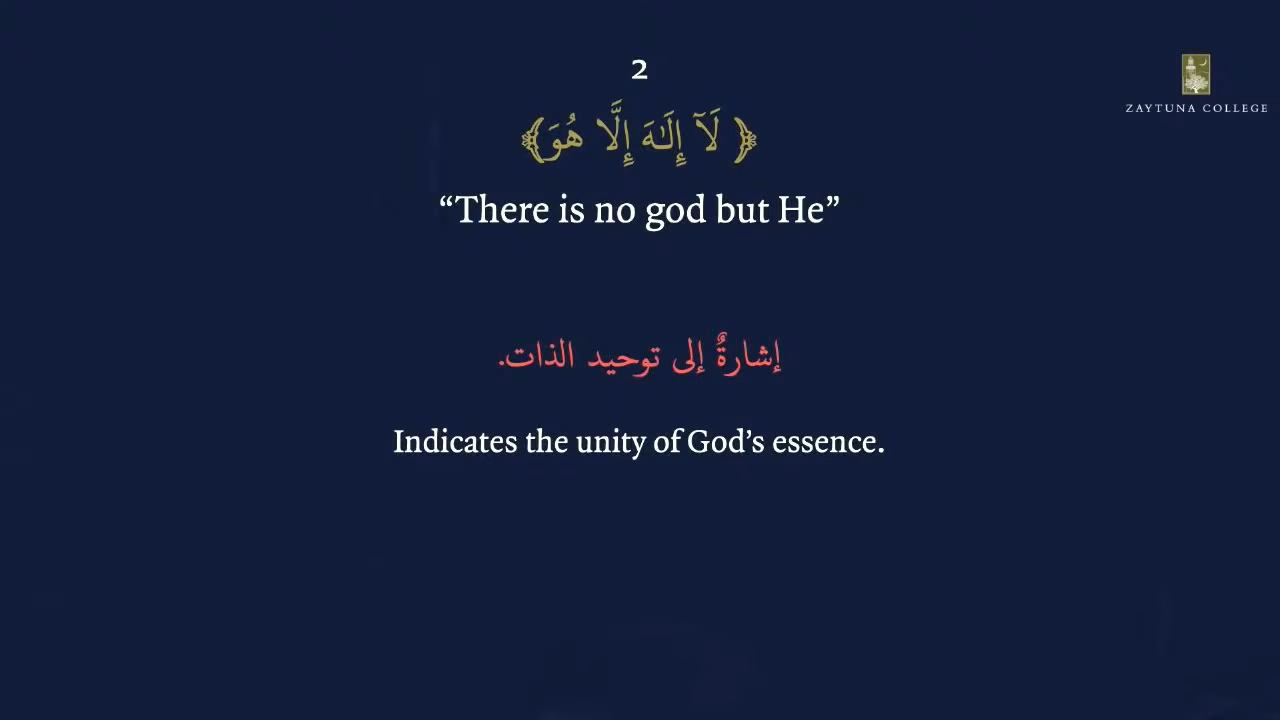 2
ZAYTUNA COLLEGE
﴿ لَآ إِلَـٰهَ إِلَّا هُوَ﴾
“There is no god but He”
إشارةٌ إلى توحيد الذات.
Indicates the unity of God’s essence.